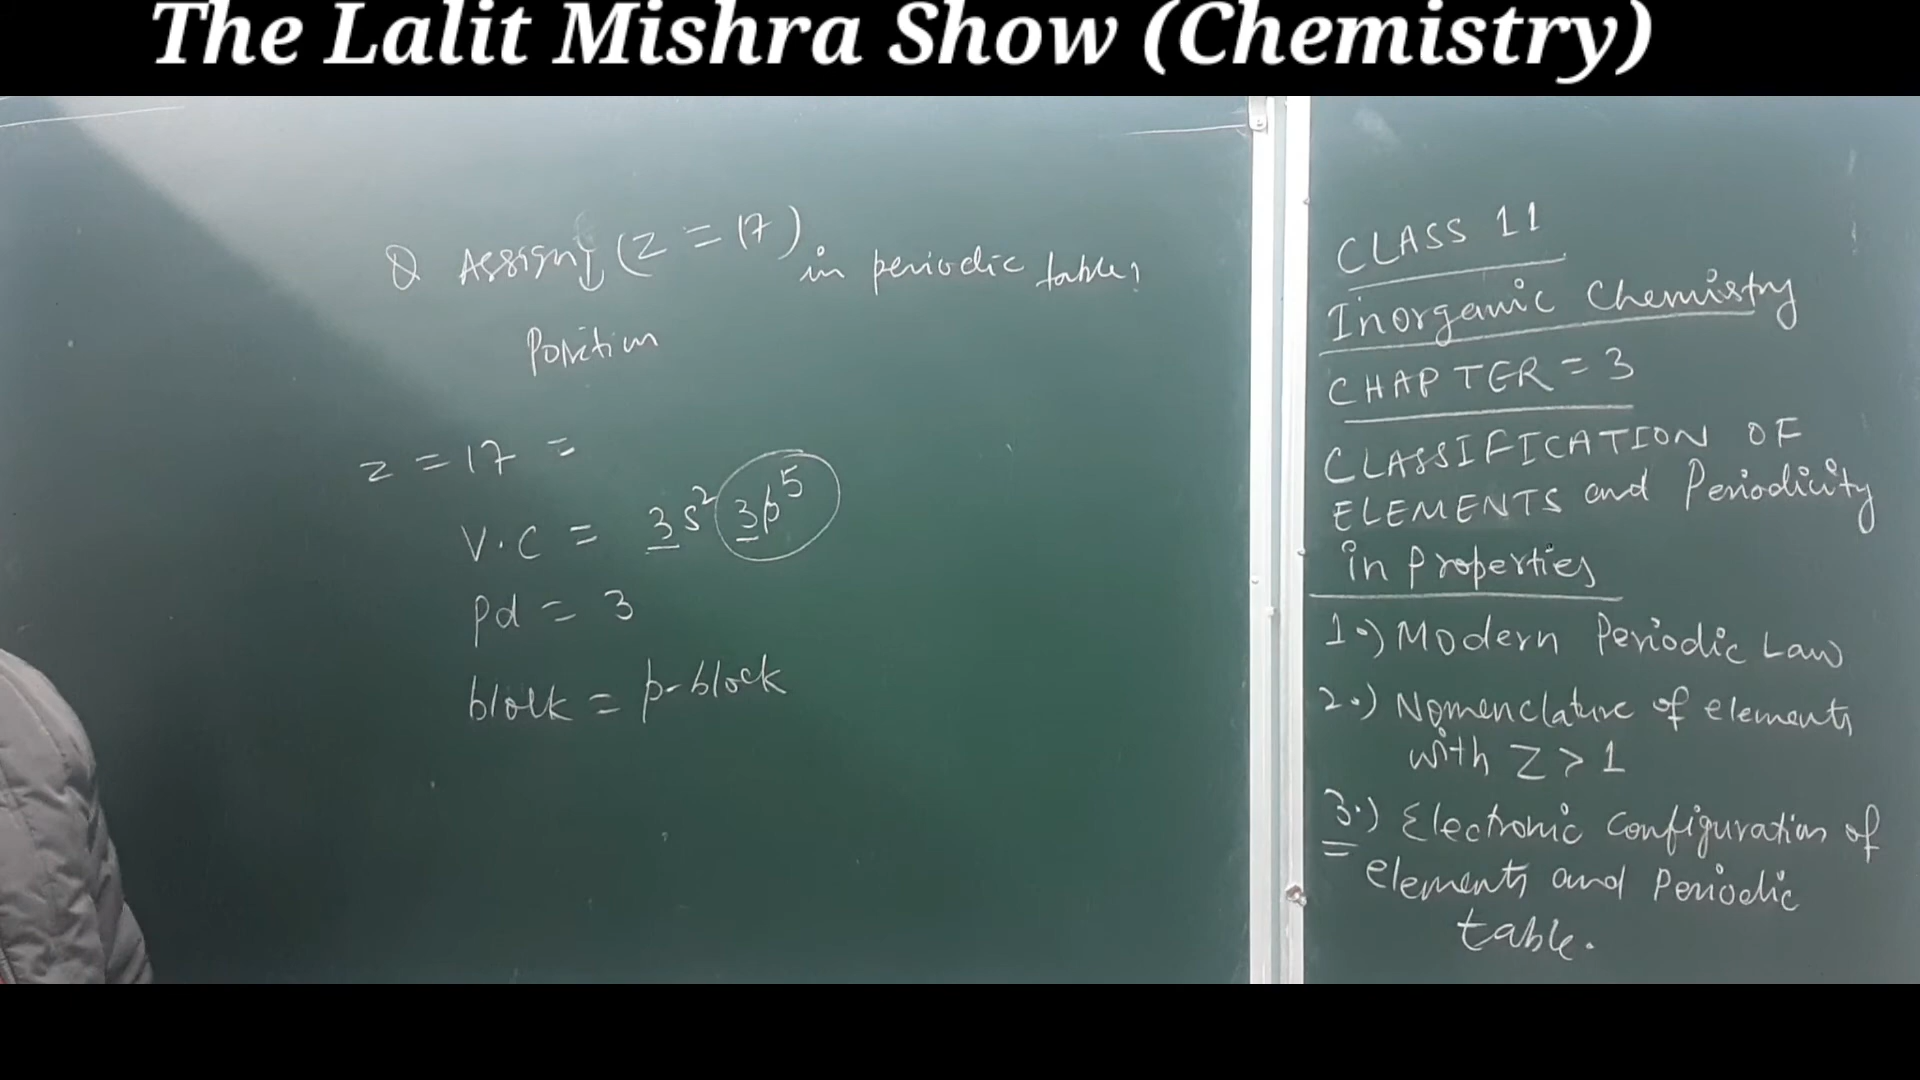 The Lalit Mishra Show (Chemistry)
Q Assign (z = 17) in periodic table?
Position
z = 17 =
V.C = 3s² 3p⁵
pd = 3
block = p-block
CLASS 11
Inorganic Chemistry
CHAPTER = 3
CLASSIFICATION OF
ELEMENTS and Periodicity
in Properties
1.) Modern Periodic Law
2.) Nomenclature of elements
with Z > 1
3.) Electronic configuration of
elements and Periodic
table.